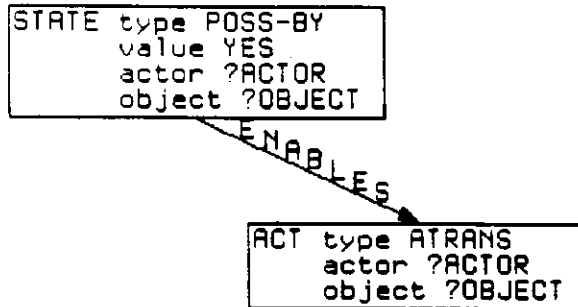 STATE type POSS-BY
value YES
actor ?ACTOR
object ?OBJECT
ENABLES
ACT type ATRANS
actor ?ACTOR
object ?OBJECT